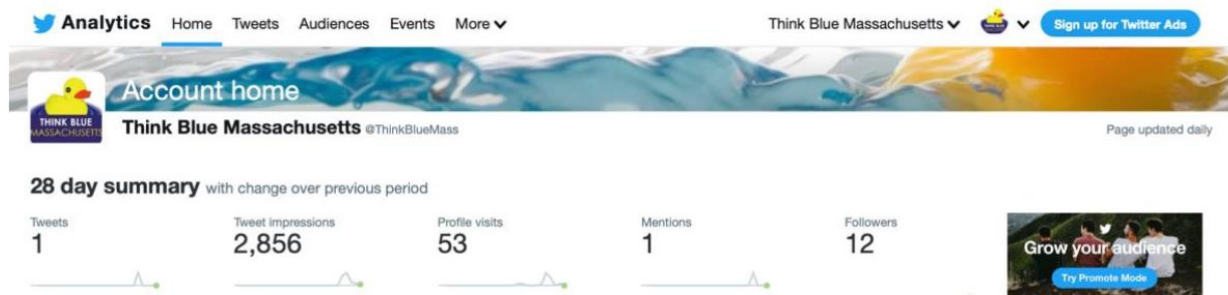 Analytics Home Tweets Audiences Events More Think Blue Massachusetts Sign up for Twitter Ads
Account home
THINK BLUE
MASSACHUSETTS
Think Blue Massachusetts @ThinkBlueMass Page updated daily
28 day summary with change over previous period
Tweets Tweet impressions Profile visits Mentions Followers
1 2,856 53 1 12
Grow your audience
Try Promote Mode